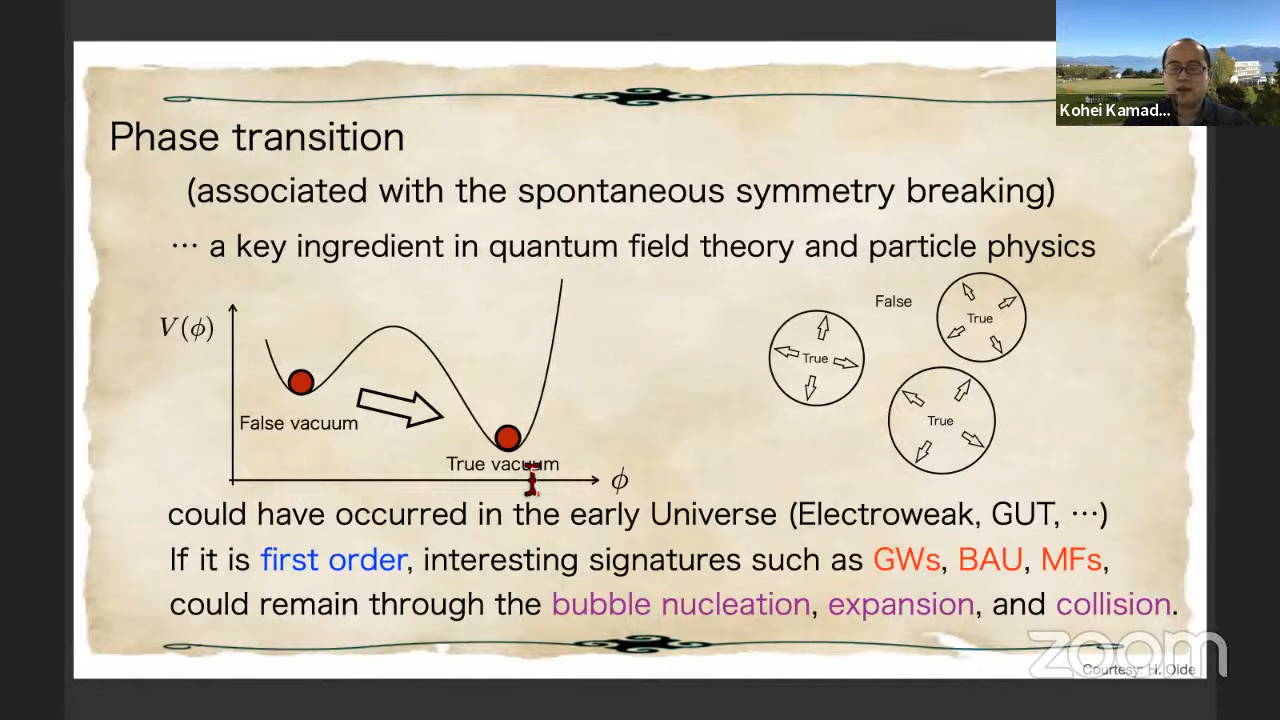 Kohei Kamad...
Phase transition
(associated with the spontaneous symmetry breaking)
… a key ingredient in quantum field theory and particle physics
V(ϕ)
False vacuum
True vacuum
ϕ
False
True
True
True
could have occurred in the early Universe (Electroweak, GUT, …)
If it is first order, interesting signatures such as GWs, BAU, MFs,
could remain through the bubble nucleation, expansion, and collision.
zoom
Courtesy: H. Oide